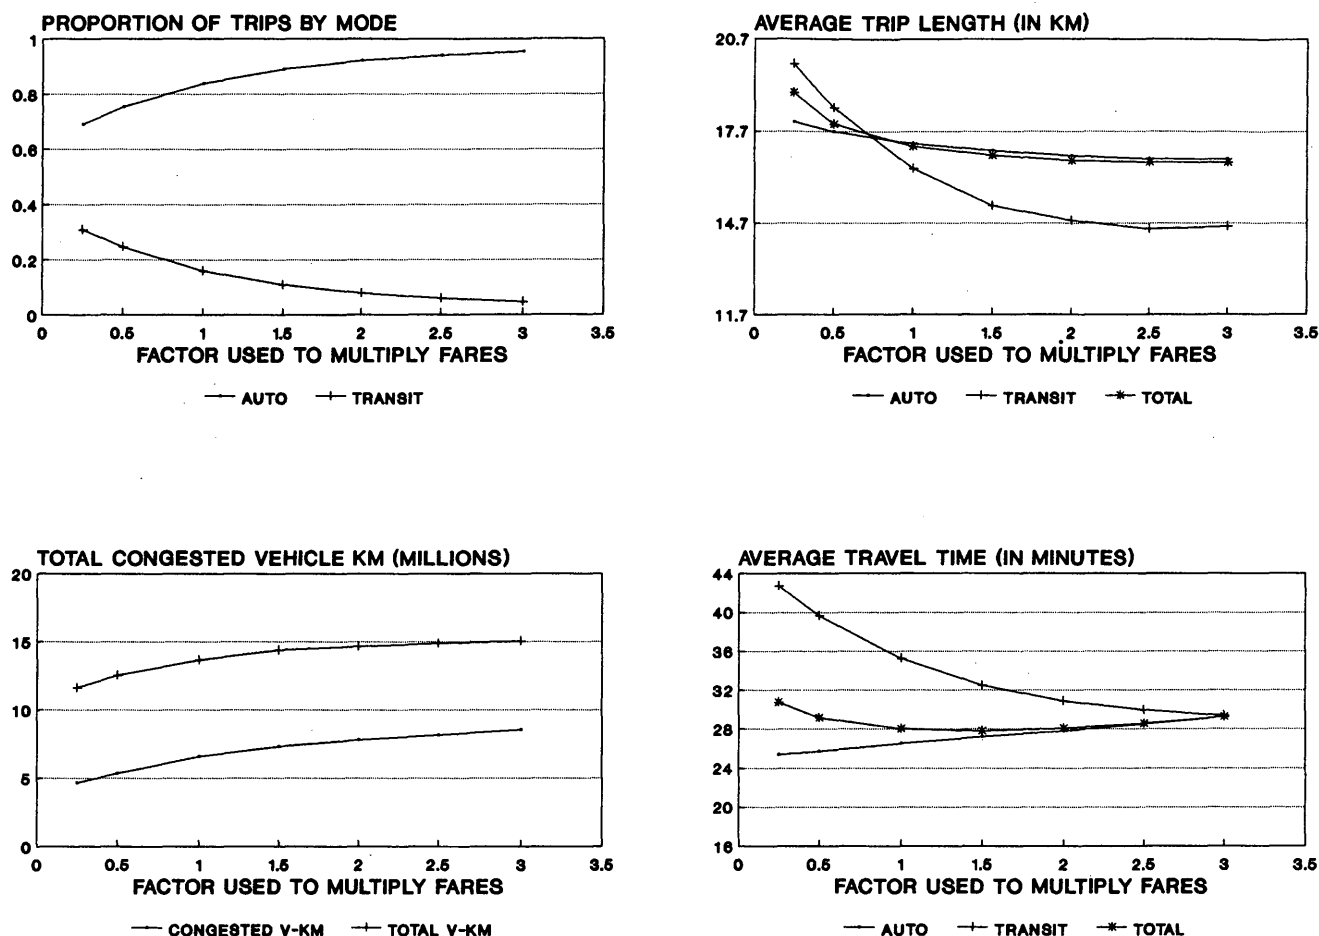 PROPORTION OF TRIPS BY MODE
1
0.8
0.6
0.4
0.2
0
0 0.5 1 1.5 2 2.5 3 3.5
FACTOR USED TO MULTIPLY FARES
AUTO TRANSIT
AVERAGE TRIP LENGTH (IN KM)
20.7
17.7
14.7
11.7
0 0.5 1 1.5 2 2.5 3 3.5
FACTOR USED TO MULTIPLY FARES
AUTO TRANSIT TOTAL
TOTAL CONGESTED VEHICLE KM (MILLIONS)
20
15
10
5
0
0 0.5 1 1.5 2 2.5 3 3.5
FACTOR USED TO MULTIPLY FARES
CONGESTED V-KM TOTAL V-KM
AVERAGE TRAVEL TIME (IN MINUTES)
44
40
36
32
28
24
20
16
0 0.5 1 1.5 2 2.5 3 3.5
FACTOR USED TO MULTIPLY FARES
AUTO TRANSIT TOTAL